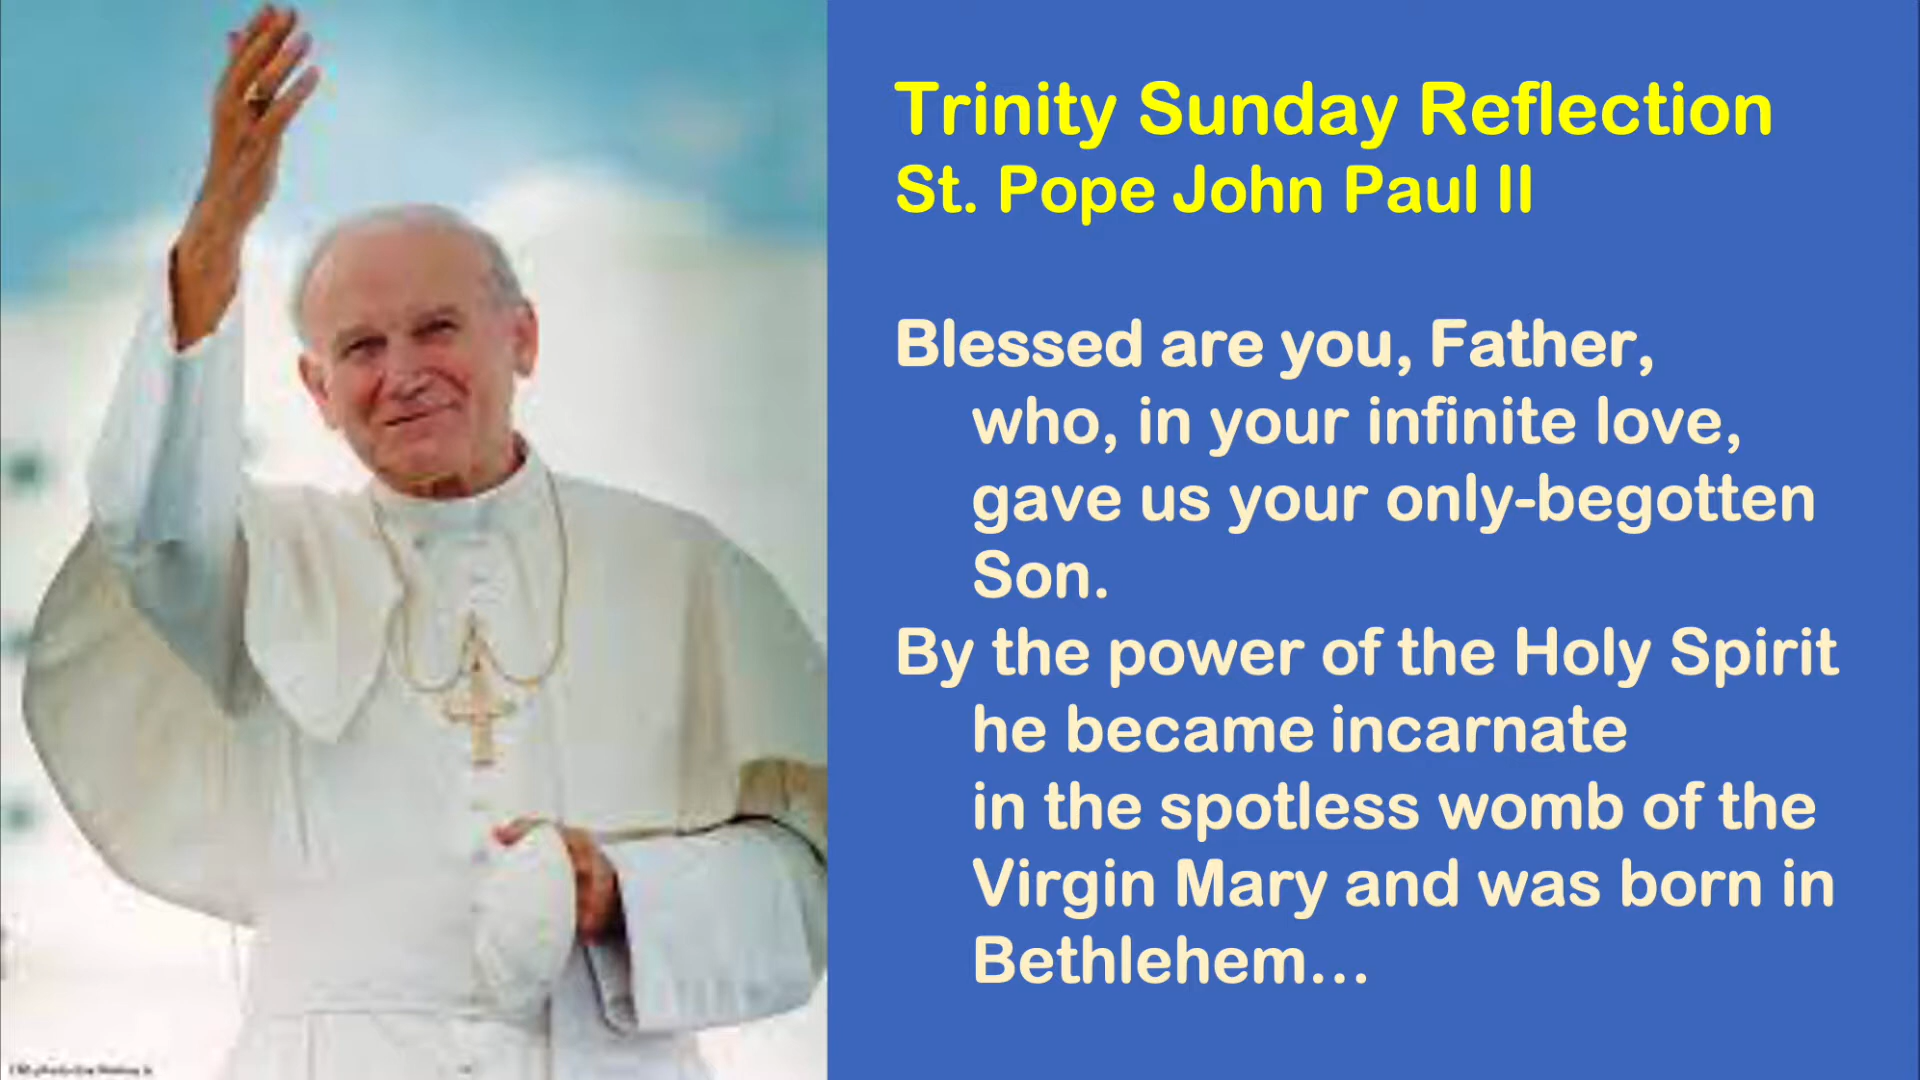 Trinity Sunday Reflection
St. Pope John Paul II
Blessed are you, Father,
who, in your infinite love,
gave us your only-begotten
Son.
By the power of the Holy Spirit
he became incarnate
in the spotless womb of the
Virgin Mary and was born in
Bethlehem...